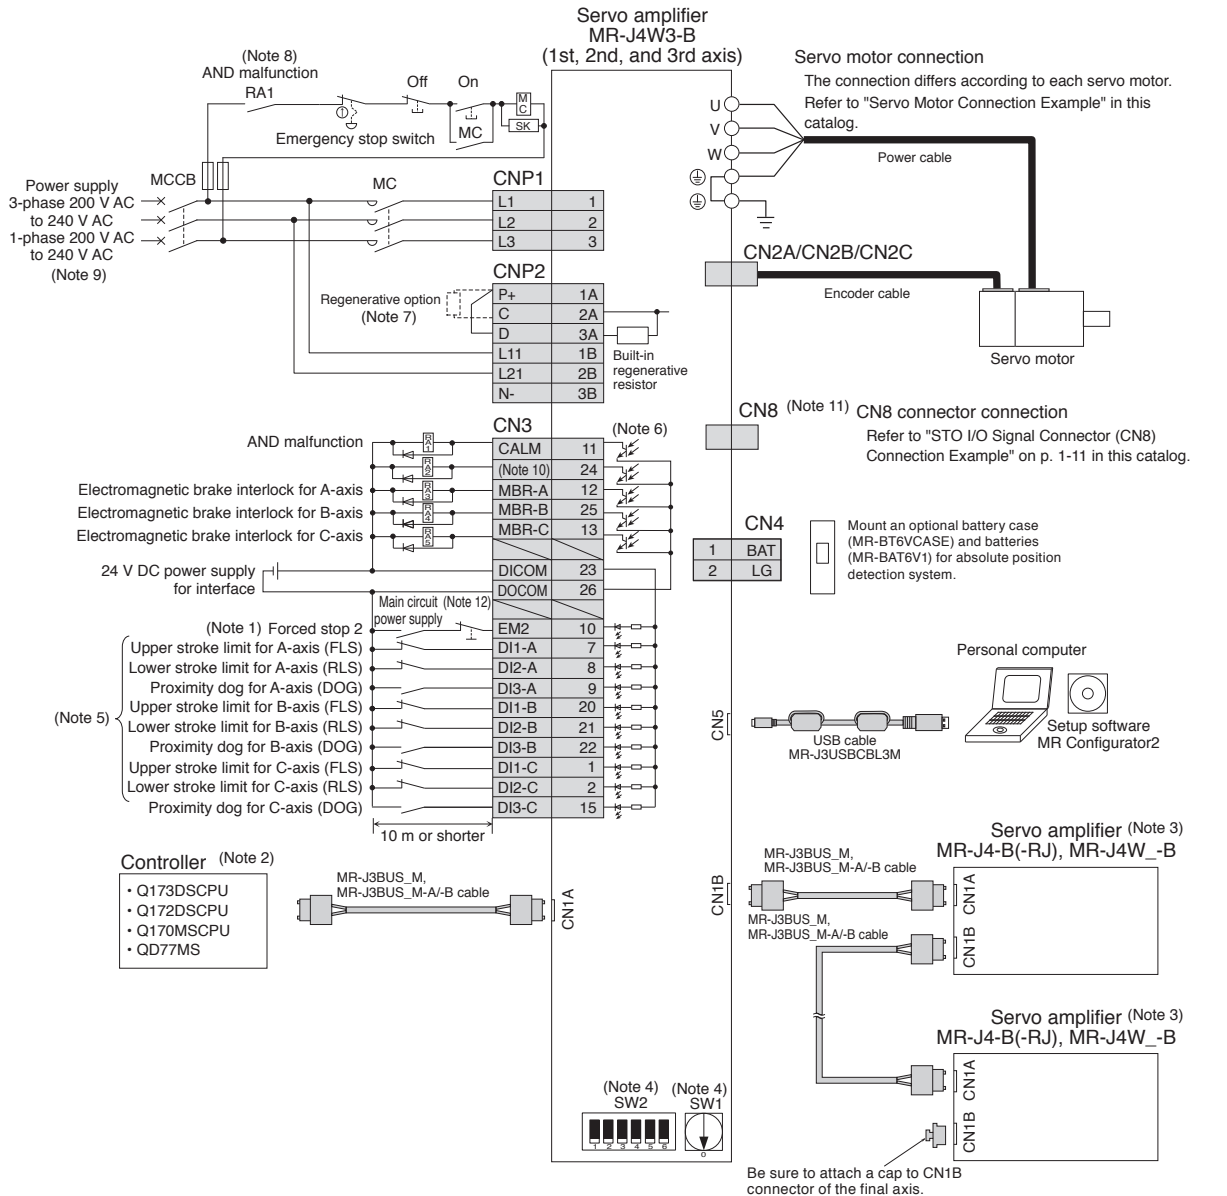 Servo amplifier
MR-J4W3-B
(1st, 2nd, and 3rd axis)
(Note 8)
AND malfunction
RA1
Off
On
MC
SK
MC
Emergency stop switch
Servo motor connection
The connection differs according to each servo motor.
Refer to "Servo Motor Connection Example" in this
catalog.
U
V
W
Power cable
MCCB
MC
Power supply
3-phase 200 V AC
to 240 V AC
1-phase 200 V AC
to 240 V AC
(Note 9)
CNP1
L1 1
L2 2
L3 3
CN2A/CN2B/CN2C
Encoder cable
Servo motor
CNP2
Regenerative option
(Note 7)
P+ 1A
C 2A
D 3A
L11 1B
L21 2B
N- 3B
Built-in
regenerative
resistor
CN8 (Note 11)
CN8 connector connection
Refer to "STO I/O Signal Connector (CN8)
Connection Example" on p. 1-11 in this catalog.
CN3
(Note 6)
AND malfunction RA1 CALM 11
RA2 (Note 10) 24
Electromagnetic brake interlock for A-axis RA3 MBR-A 12
Electromagnetic brake interlock for B-axis RA4 MBR-B 25
Electromagnetic brake interlock for C-axis RA5 MBR-C 13
24 V DC power supply
for interface
DICOM 23
DOCOM 26
Main circuit (Note 12)
power supply
(Note 1) Forced stop 2 EM2 10
(Note 5)
Upper stroke limit for A-axis (FLS) DI1-A 7
Lower stroke limit for A-axis (RLS) DI2-A 8
Proximity dog for A-axis (DOG) DI3-A 9
Upper stroke limit for B-axis (FLS) DI1-B 20
Lower stroke limit for B-axis (RLS) DI2-B 21
Proximity dog for B-axis (DOG) DI3-B 22
Upper stroke limit for C-axis (FLS) DI1-C 1
Lower stroke limit for C-axis (RLS) DI2-C 2
Proximity dog for C-axis (DOG) DI3-C 15
10 m or shorter
CN4
1 BAT
2 LG
Mount an optional battery case
(MR-BT6VCASE) and batteries
(MR-BAT6V1) for absolute position
detection system.
CN5
USB cable
MR-J3USBCBL3M
Personal computer
Setup software
MR Configurator2
Controller (Note 2)
• Q173DSCPU
• Q172DSCPU
• Q170MSCPU
• QD77MS
MR-J3BUS_M,
MR-J3BUS_M-A/-B cable
CN1A
CN1B
MR-J3BUS_M,
MR-J3BUS_M-A/-B cable
MR-J3BUS_M,
MR-J3BUS_M-A/-B cable
Servo amplifier (Note 3)
MR-J4-B(-RJ), MR-J4W_-B
CN1A
CN1B
Servo amplifier (Note 3)
MR-J4-B(-RJ), MR-J4W_-B
CN1A
CN1B
(Note 4)
SW2
1 2 3 4 5 6
(Note 4)
SW1
0
Be sure to attach a cap to CN1B
connector of the final axis.